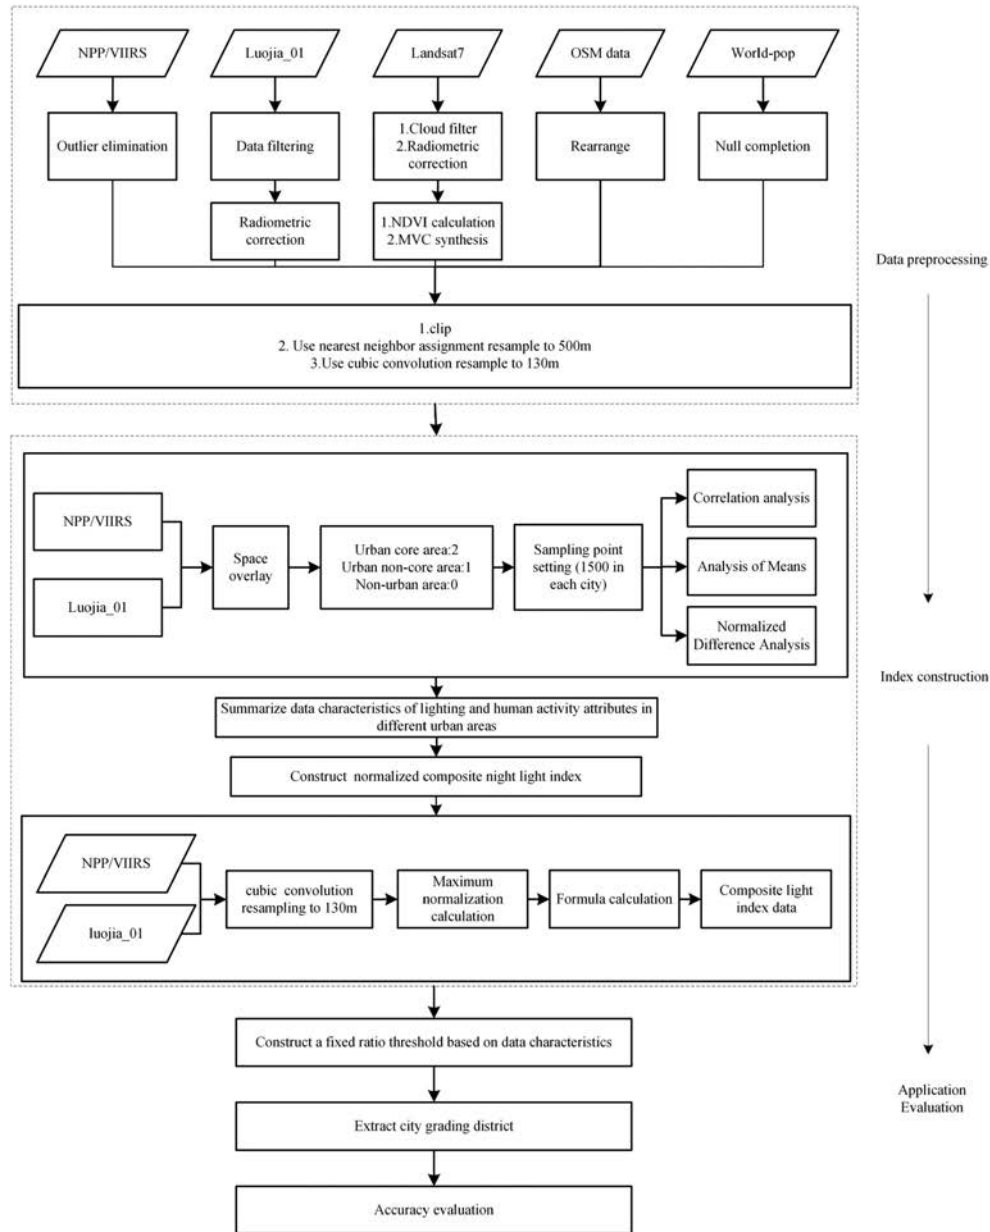 NPP/VIIRS
Luojia_01
Landsat7
OSM data
World-pop
Outlier elimination
Data filtering
1.Cloud filter
2.Radiometric
correction
Rearrange
Null completion
Radiometric
correction
1.NDVI calculation
2.MVC synthesis
Data preprocessing
1.clip
2. Use nearest neighbor assignment resample to 500m
3.Use cubic convolution resample to 130m
NPP/VIIRS
Luojia_01
Space
overlay
Urban core area:2
Urban non-core area:1
Non-urban area:0
Sampling point
setting (1500 in
each city)
Correlation analysis
Analysis of Means
Normalized
Difference Analysis
Index construction
Summarize data characteristics of lighting and human activity attributes in
different urban areas
Construct normalized composite night light index
NPP/VIIRS
luojia_01
cubic convolution
resampling to 130m
Maximum
normalization
calculation
Formula calculation
Composite light
index data
Construct a fixed ratio threshold based on data characteristics
Application
Evaluation
Extract city grading district
Accuracy evaluation